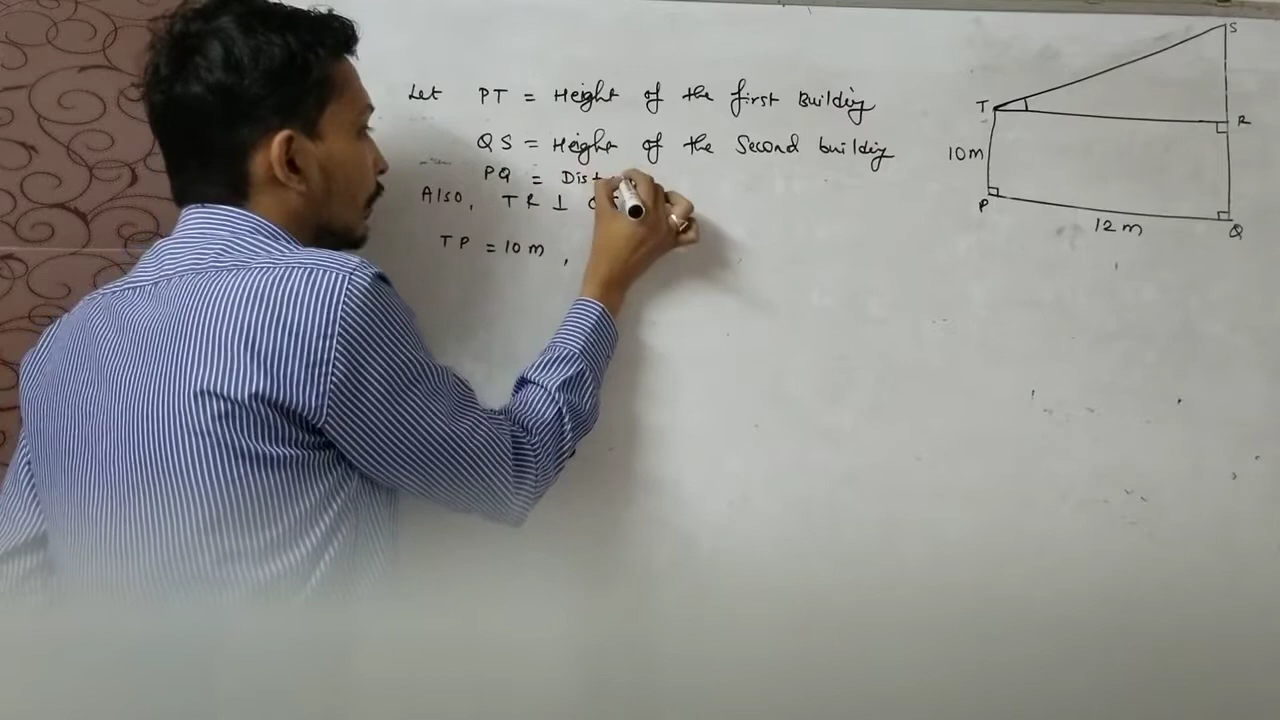 Let PT = Height of the first Building
QS = Height of the Second building
PQ = Dist
Also, TR ⊥
TP = 10 m ,
S
T
R
10m
P
12 m
Q